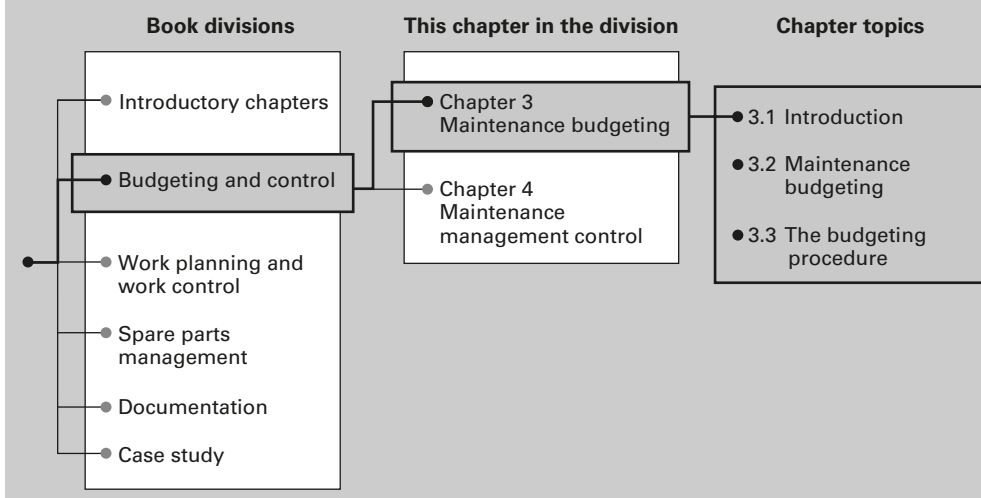 Book divisions
Introductory chapters
Budgeting and control
Work planning and
work control
Spare parts
management
Documentation
Case study
This chapter in the division
Chapter 3
Maintenance budgeting
Chapter 4
Maintenance
management control
Chapter topics
3.1 Introduction
3.2 Maintenance
budgeting
3.3 The budgeting
procedure